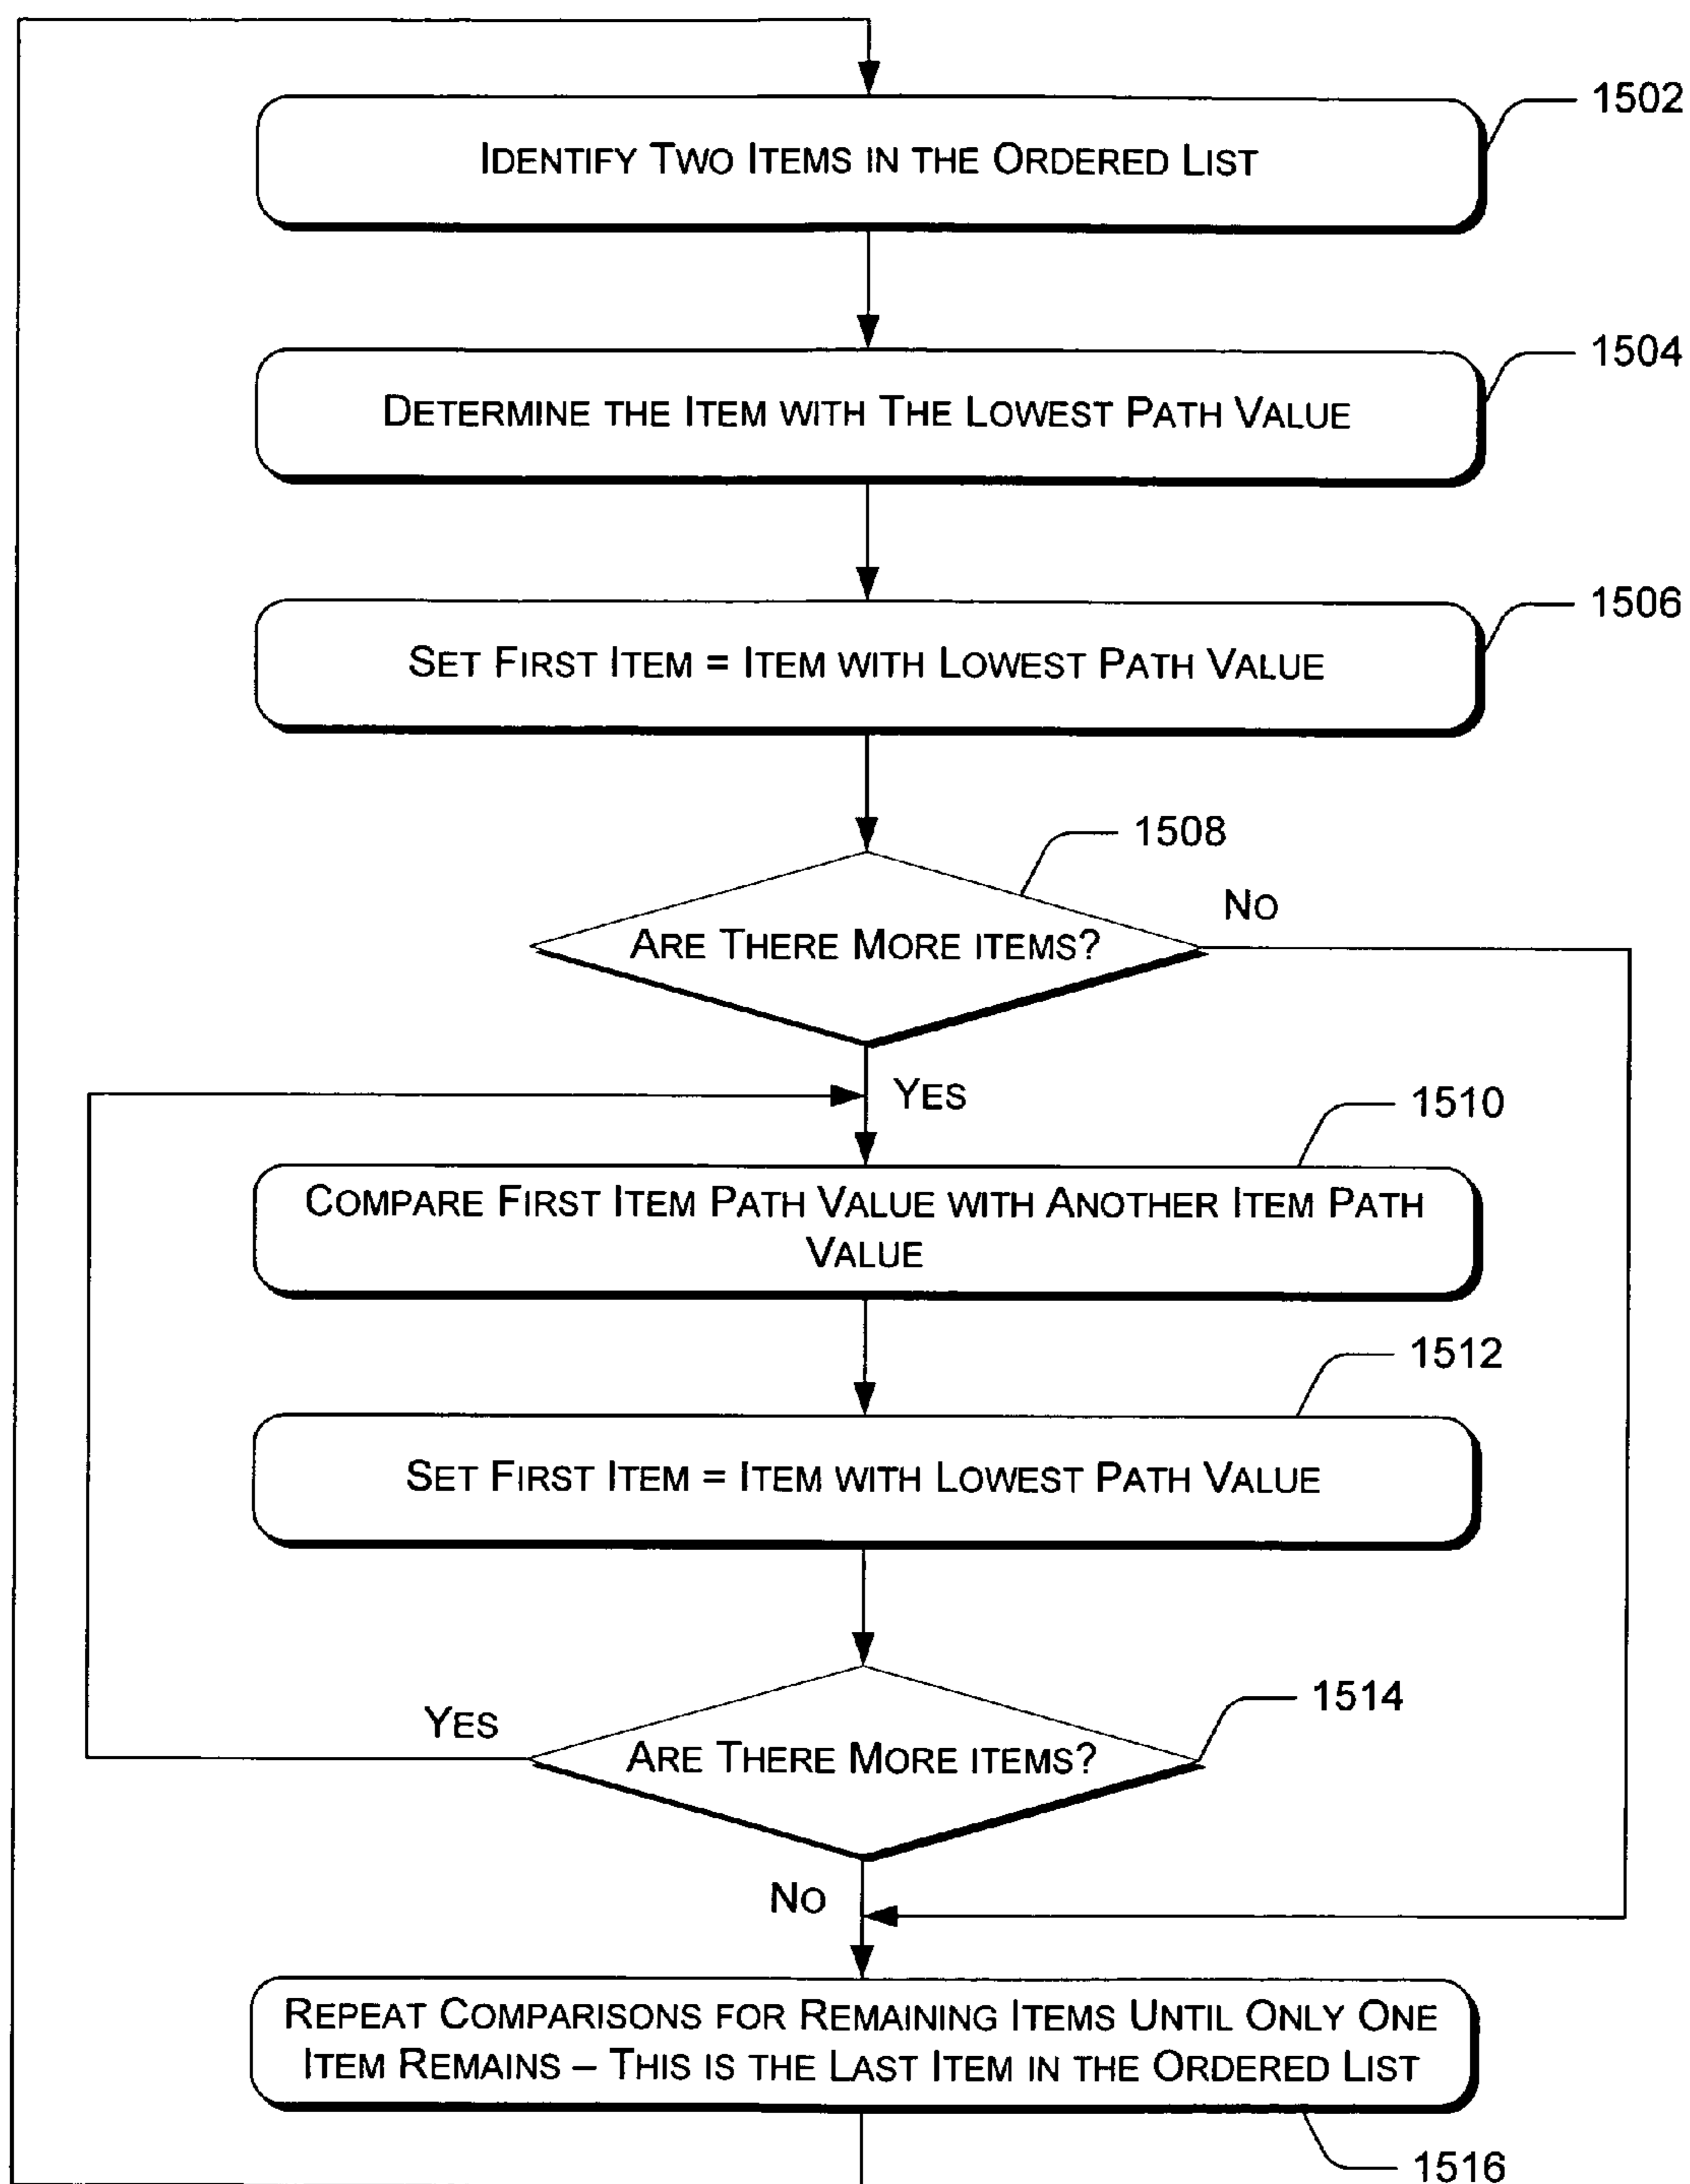 1502
IDENTIFY TWO ITEMS IN THE ORDERED LIST
1504
DETERMINE THE ITEM WITH THE LOWEST PATH VALUE
1506
SET FIRST ITEM = ITEM WITH LOWEST PATH VALUE
1508
NO
ARE THERE MORE ITEMS?
YES
1510
COMPARE FIRST ITEM PATH VALUE WITH ANOTHER ITEM PATH
VALUE
1512
SET FIRST ITEM = ITEM WITH LOWEST PATH VALUE
1514
YES
ARE THERE MORE ITEMS?
NO
REPEAT COMPARISONS FOR REMAINING ITEMS UNTIL ONLY ONE
ITEM REMAINS – THIS IS THE LAST ITEM IN THE ORDERED LIST
1516